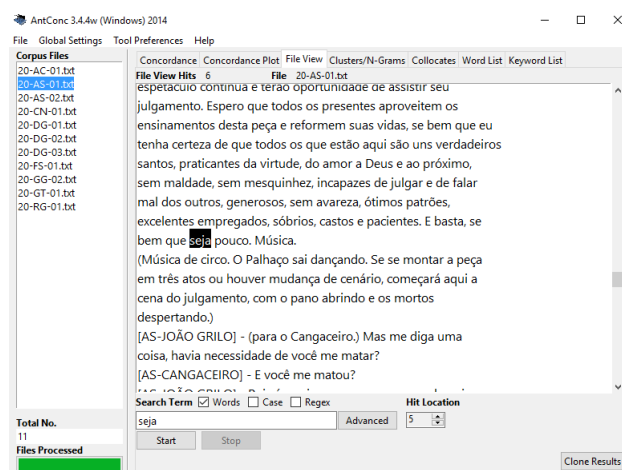 AntConc 3.4.4w (Windows) 2014
File Global Settings Tool Preferences Help
Corpus Files
20-AC-01.txt
20-AS-01.txt
20-AS-02.txt
20-CN-01.txt
20-DG-01.txt
20-DG-02.txt
20-DG-03.txt
20-FS-01.txt
20-GG-02.txt
20-GT-01.txt
20-RG-01.txt
Total No.
11
Files Processed
Concordance Concordance Plot File View Clusters/N-Grams Collocates Word List Keyword List
File View Hits 6 File 20-AS-01.txt
espetáculo continua e terão oportunidade de assistir seu
julgamento. Espero que todos os presentes aproveitem os
ensinamentos desta peça e reformem suas vidas, se bem que eu
tenha certeza de que todos os que estão aqui são uns verdadeiros
santos, praticantes da virtude, do amor a Deus e ao próximo,
sem maldade, sem mesquinhez, incapazes de julgar e de falar
mal dos outros, generosos, sem avareza, ótimos patrões,
excelentes empregados, sóbrios, castos e pacientes. E basta, se
bem que seja pouco. Música.
(Música de circo. O Palhaço sai dançando. Se se montar a peça
em três atos ou houver mudança de cenário, começará aqui a
cena do julgamento, com o pano abrindo e os mortos
despertando.)
[AS-JOÃO GRILO] - (para o Cangaceiro.) Mas me diga uma
coisa, havia necessidade de você me matar?
[AS-CANGACEIRO] - E você me matou?
Search Term Words Case Regex Hit Location
seja Advanced 5
Start Stop
Clone Results